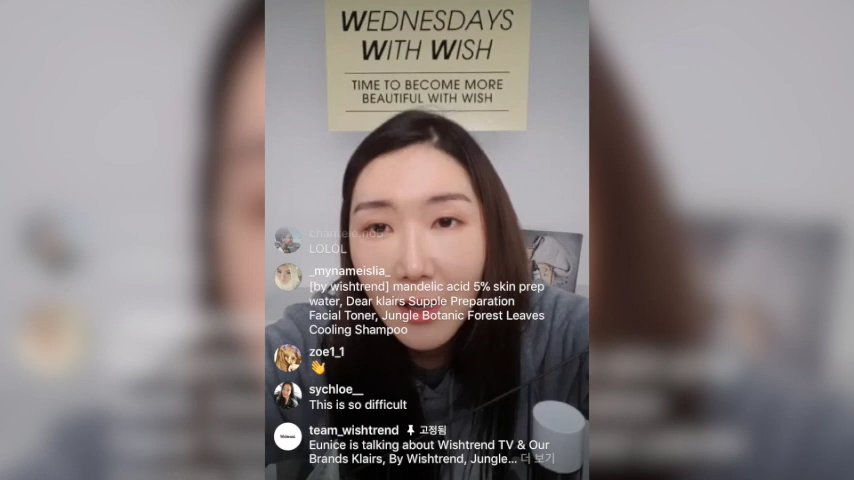 WEDNESDAYS
WITH WISH
TIME TO BECOME MORE
BEAUTIFUL WITH WISH
LOLOL
_mynameislia_
[by wishtrend] mandelic acid 5% skin prep
water, Dear klairs Supple Preparation
Facial Toner, Jungle Botanic Forest Leaves
Cooling Shampoo
zoe1_1
👋
sychloe__
This is so difficult
Wishtrend.
team_wishtrend 고정됨
Eunice is talking about Wishtrend TV & Our
Brands Klairs, By Wishtrend, Jungle... 더 보기